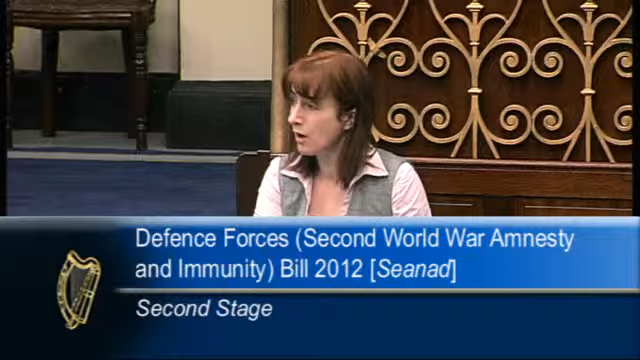 Defence Forces (Second World War Amnesty
and Immunity) Bill 2012 [Seanad]
Second Stage